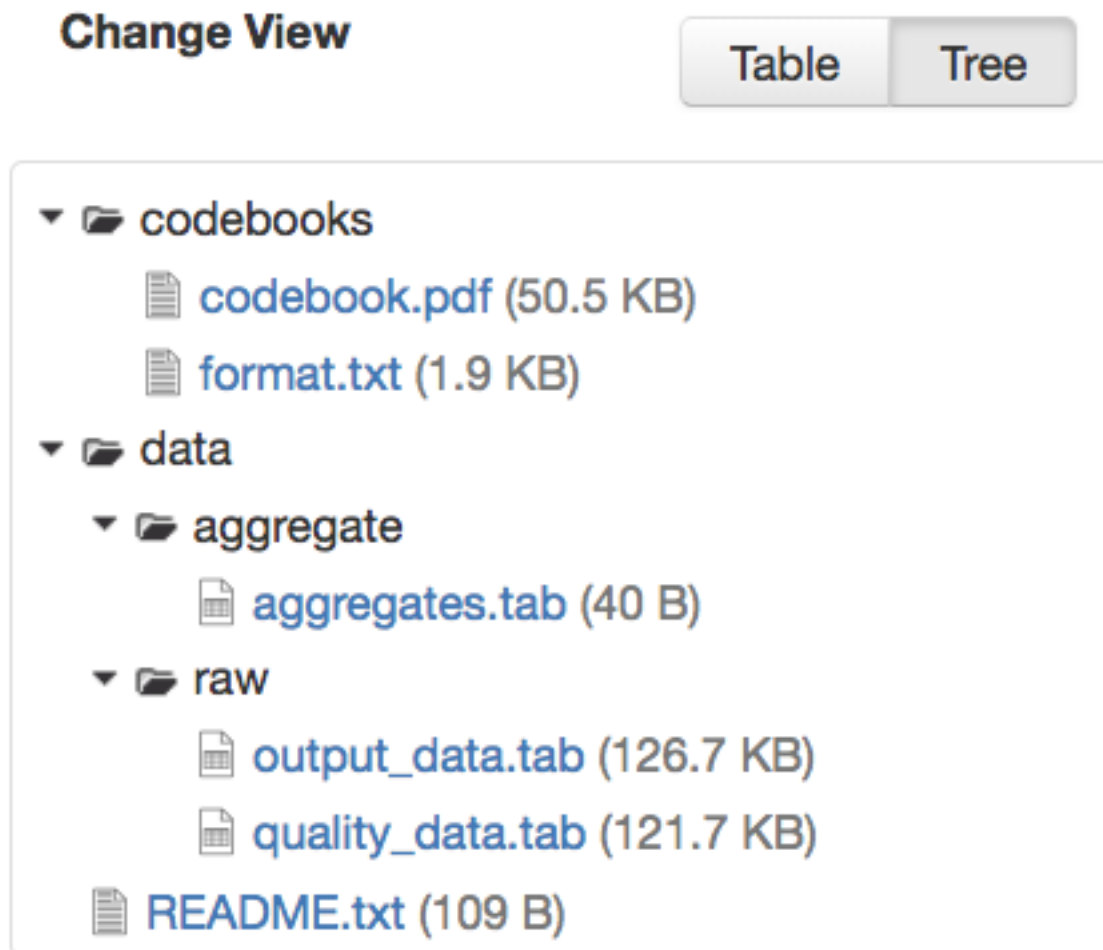 Change View
Table Tree
codebooks
codebook.pdf (50.5 KB)
format.txt (1.9 KB)
data
aggregate
aggregates.tab (40 B)
raw
output_data.tab (126.7 KB)
quality_data.tab (121.7 KB)
README.txt (109 B)